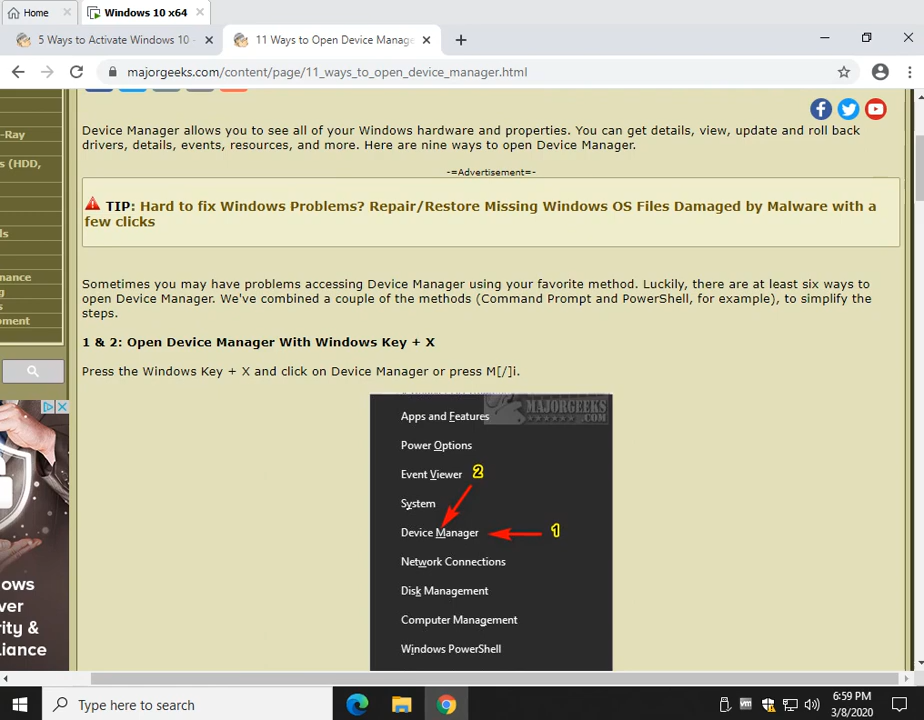 Home
Windows 10 x64
5 Ways to Activate Windows 10 -
11 Ways to Open Device Manage
majorgeeks.com/content/page/11_ways_to_open_device_manager.html
-Ray
s (HDD,
ls
nance
g
s
oment
Device Manager allows you to see all of your Windows hardware and properties. You can get details, view, update and roll back
drivers, details, events, resources, and more. Here are nine ways to open Device Manager.
-=Advertisement=-
TIP: Hard to fix Windows Problems? Repair/Restore Missing Windows OS Files Damaged by Malware with a
few clicks
Sometimes you may have problems accessing Device Manager using your favorite method. Luckily, there are at least six ways to
open Device Manager. We've combined a couple of the methods (Command Prompt and PowerShell, for example), to simplify the
steps.
1 & 2: Open Device Manager With Windows Key + X
Press the Windows Key + X and click on Device Manager or press M[/]i.
MAJORGEEKS
.COM
Apps and Features
Power Options
Event Viewer 2
System
Device Manager 1
Network Connections
Disk Management
Computer Management
Windows PowerShell
ows
ver
rity &
liance
Type here to search
vm
6:59 PM
3/8/2020